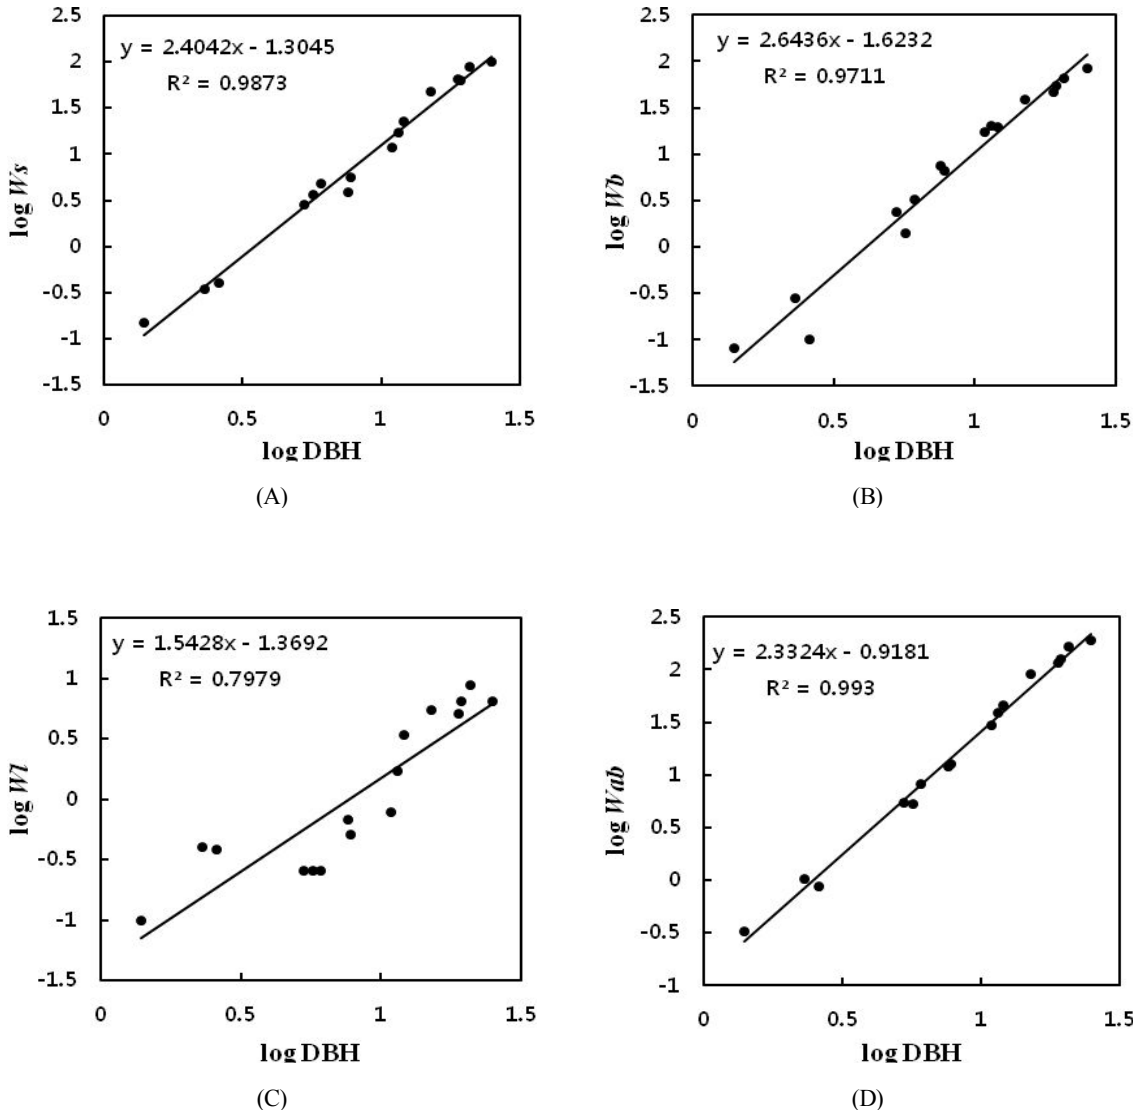 y = 2.4042x - 1.3045
R² = 0.9873
2.5
2
1.5
1
0.5
0
-0.5
-1
-1.5
log Ws
0 0.5 1 1.5
log DBH
(A)
y = 2.6436x - 1.6232
R² = 0.9711
2.5
2
1.5
1
0.5
0
-0.5
-1
-1.5
log Wb
0 0.5 1 1.5
log DBH
(B)
y = 1.5428x - 1.3692
R² = 0.7979
1.5
1
0.5
0
-0.5
-1
-1.5
log Wl
0 0.5 1 1.5
log DBH
(C)
y = 2.3324x - 0.9181
R² = 0.993
2.5
2
1.5
1
0.5
0
-0.5
-1
log Wab
0 0.5 1 1.5
log DBH
(D)